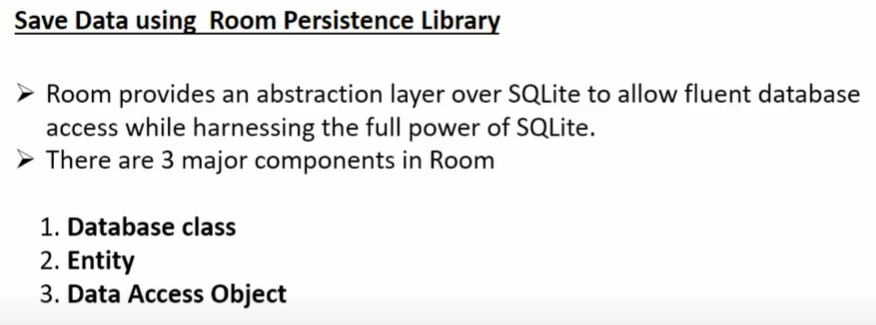 Save Data using  Room Persistence Library
➢ Room provides an abstraction layer over SQLite to allow fluent database
access while harnessing the full power of SQLite.
➢ There are 3 major components in Room
1. Database class
2. Entity
3. Data Access Object